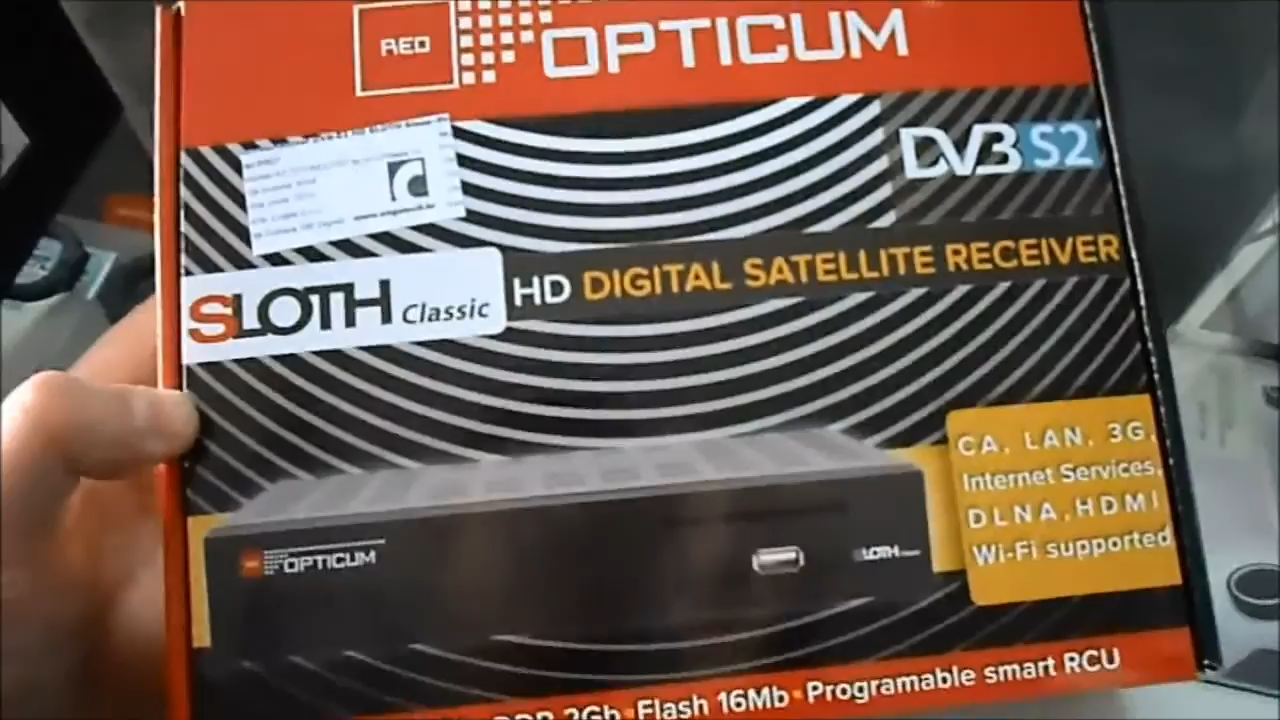 RED OPTICUM
DVB S2
SLOTH Classic
HD DIGITAL SATELLITE RECEIVER
CA, LAN, 3G,
Internet Services,
DLNA, HDMI
Wi-Fi supported
OPTICUM
SLOTH
DDR 2Gb • Flash 16Mb • Programable smart RCU